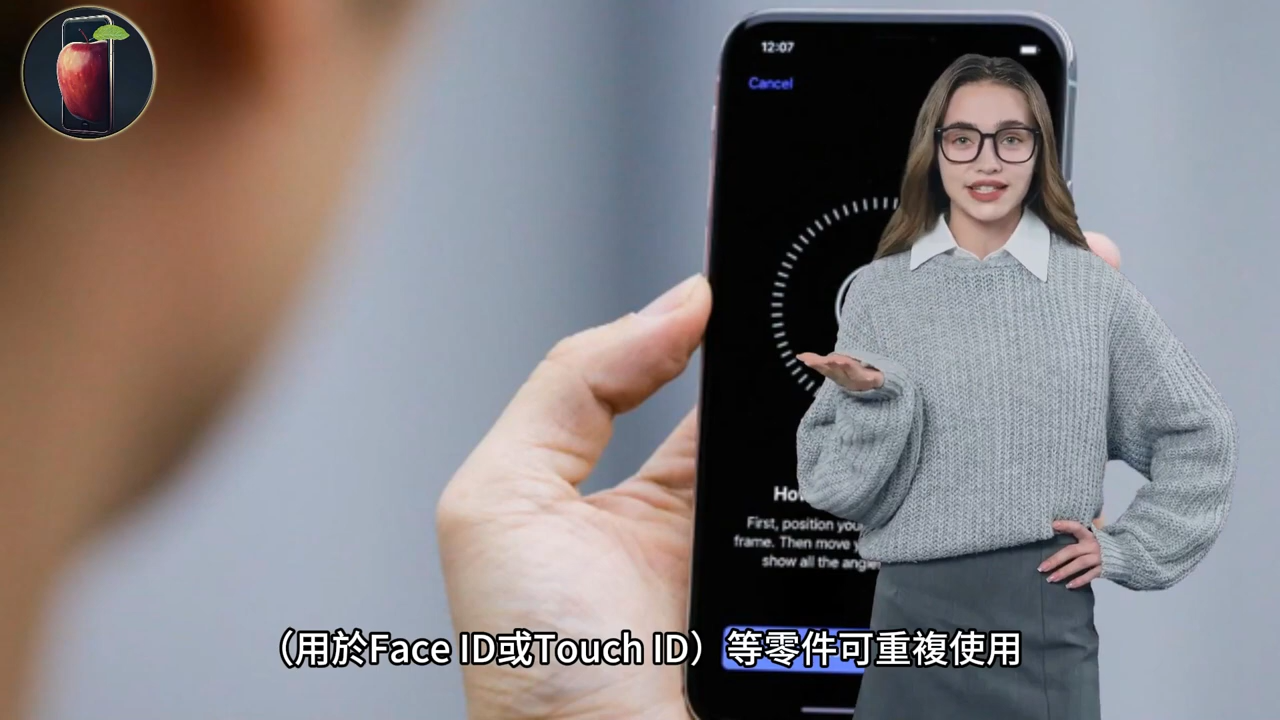 12:07
Cancel
How
First, position you
frame. Then move
show all the angle
（用於Face ID或Touch ID）等零件可重複使用